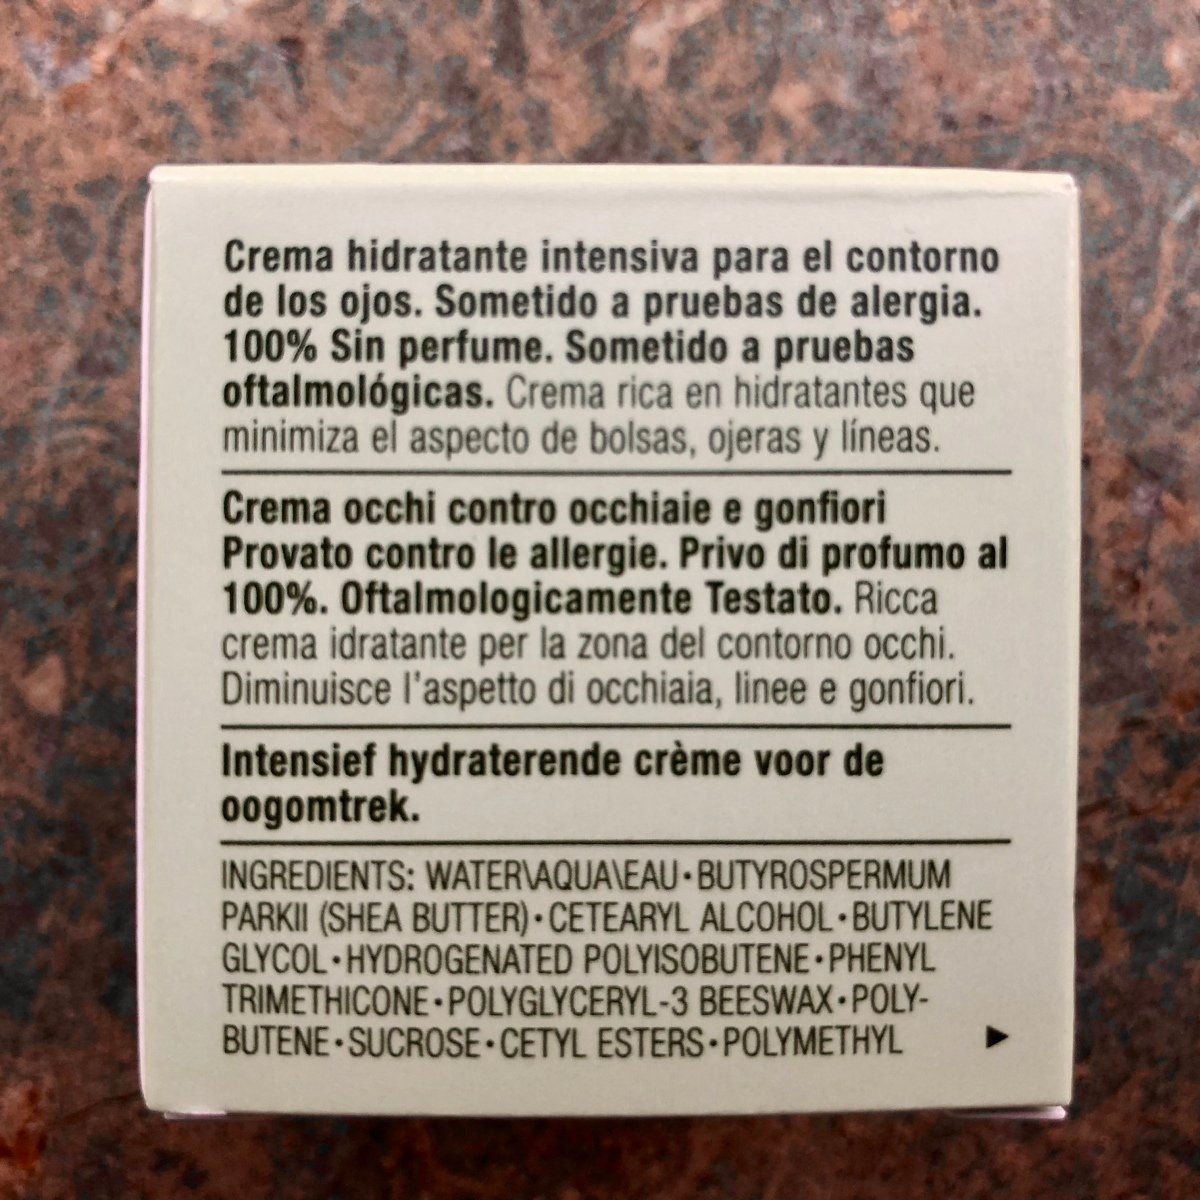 Crema hidratante intensiva para el contorno
de los ojos. Sometido a pruebas de alergia.
100% Sin perfume. Sometido a pruebas
oftalmológicas. Crema rica en hidratantes que
minimiza el aspecto de bolsas, ojeras y líneas.
Crema occhi contro occhiaie e gonfiori
Provato contro le allergie. Privo di profumo al
100%. Oftalmologicamente Testato. Ricca
crema idratante per la zona del contorno occhi.
Diminuisce l'aspetto di occhiaia, linee e gonfiori.
Intensief hydraterende crème voor de
oogomtrek.
INGREDIENTS: WATER\AQUA\EAU•BUTYROSPERMUM
PARKII (SHEA BUTTER)•CETEARYL ALCOHOL•BUTYLENE
GLYCOL•HYDROGENATED POLYISOBUTENE•PHENYL
TRIMETHICONE•POLYGLYCERYL-3 BEESWAX•POLY-
BUTENE•SUCROSE•CETYL ESTERS•POLYMETHYL ▶